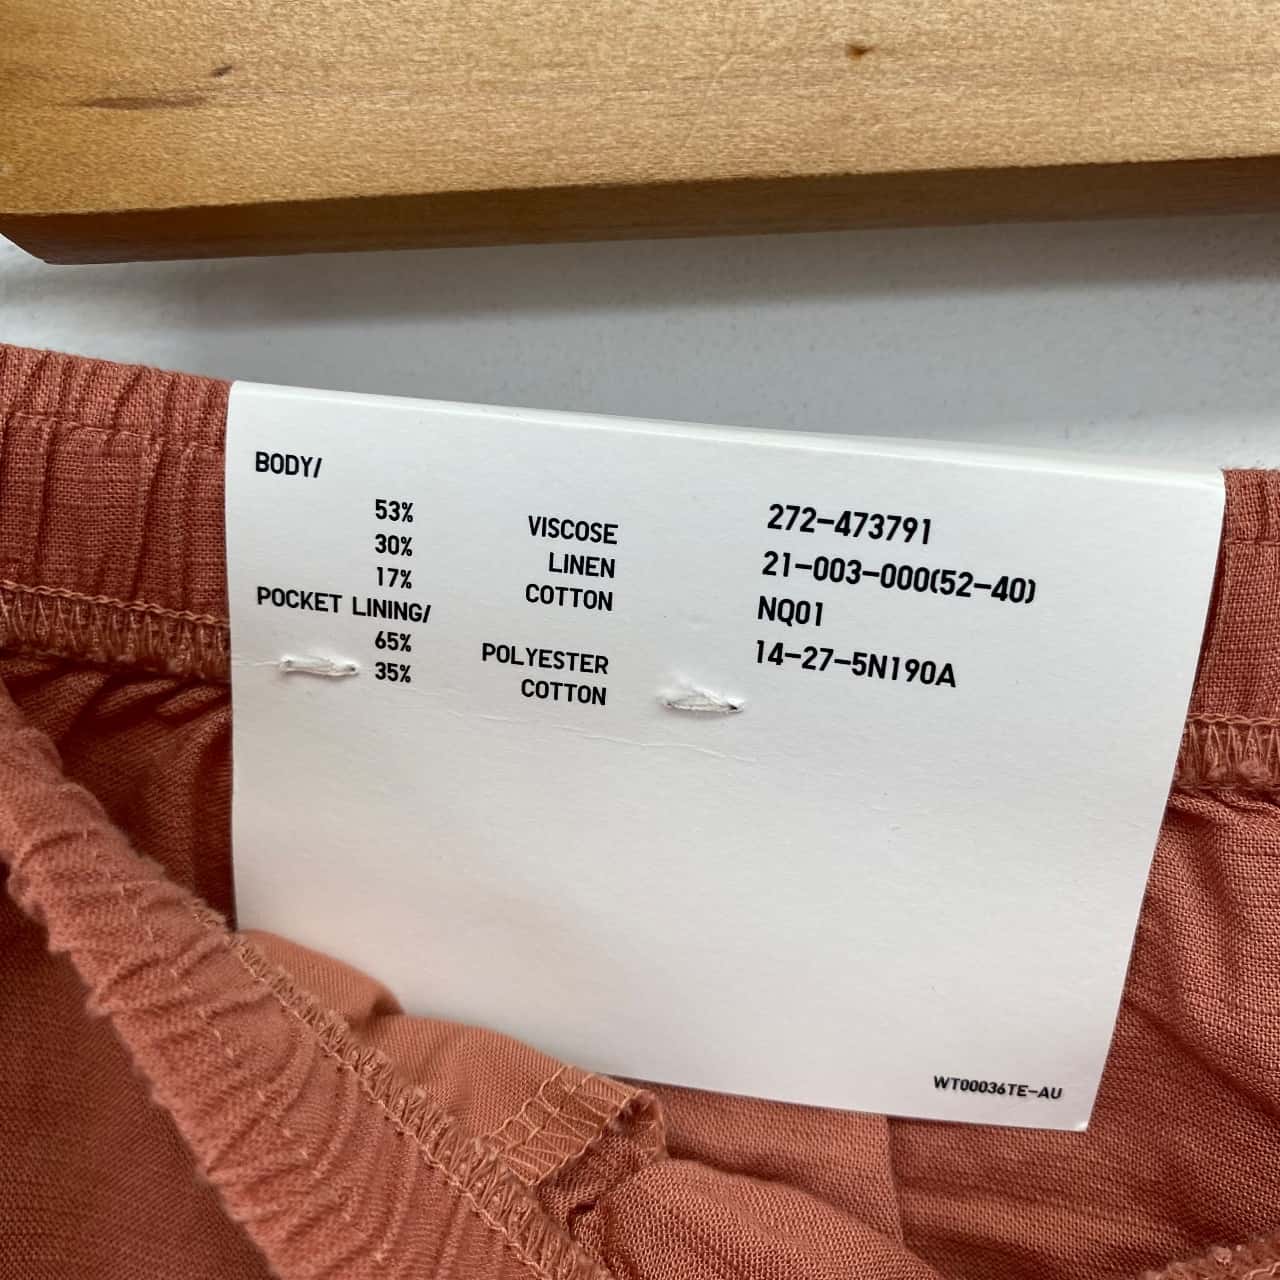 BODY/
53% VISCOSE
30% LINEN
17% COTTON
POCKET LINING/
65% POLYESTER
35% COTTON
272-473791
21-003-000(52-40)
NQ01
14-27-5N190A
WT00036TE-AU